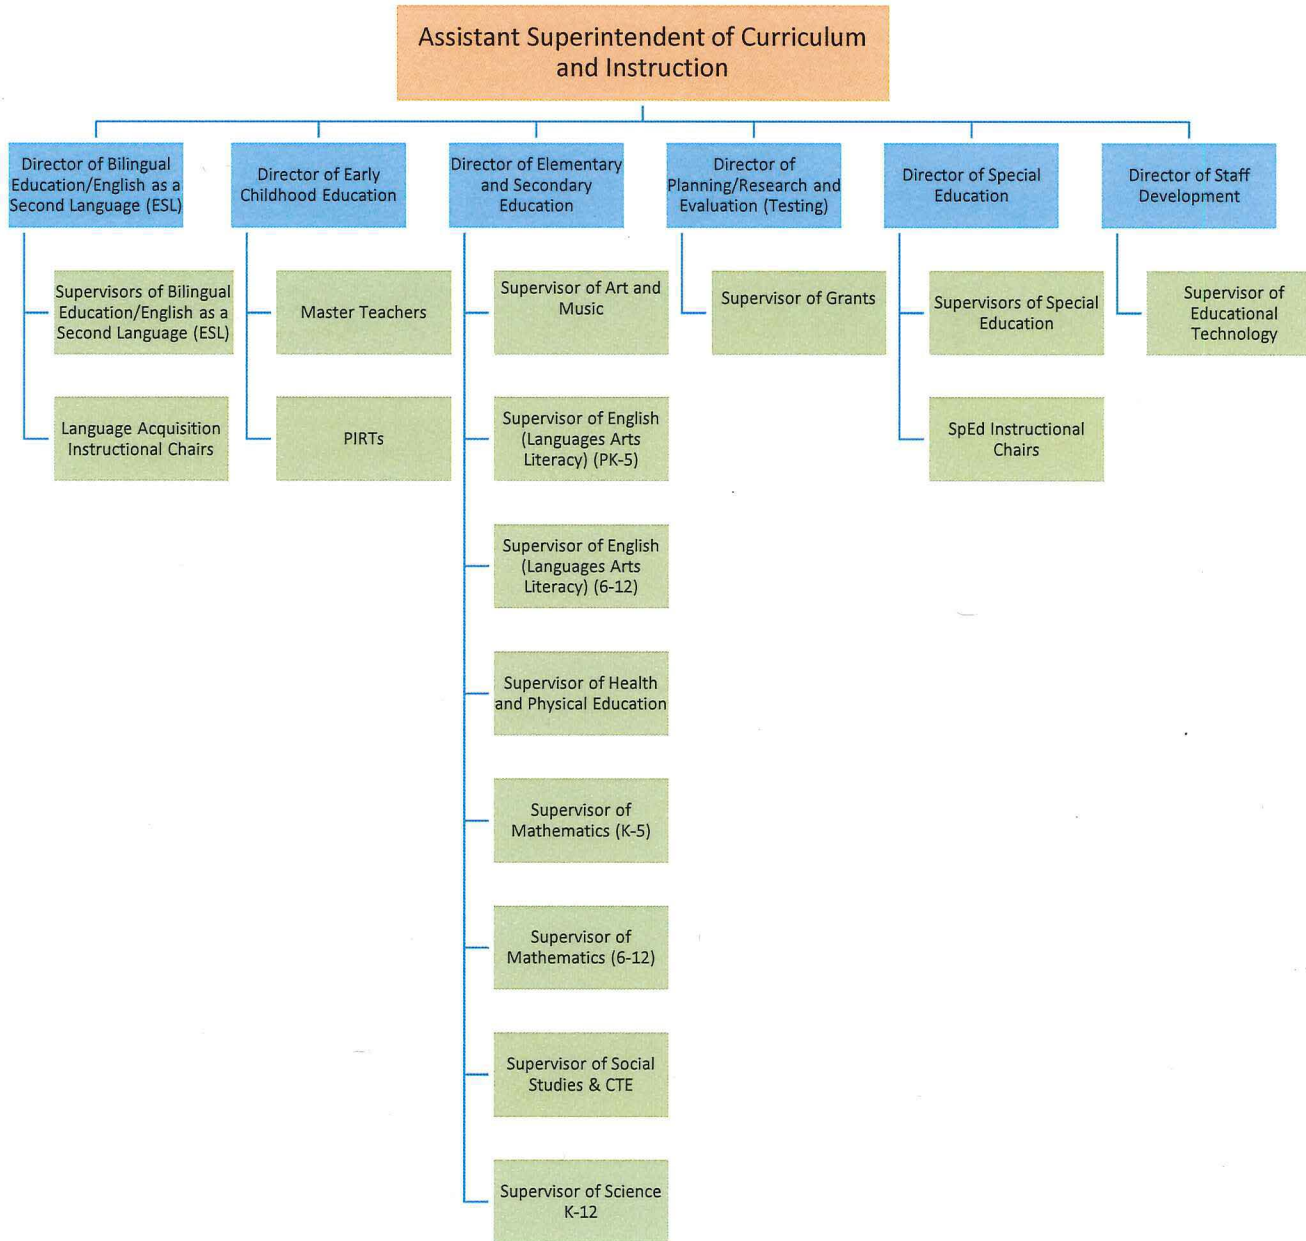 Assistant Superintendent of Curriculum
and Instruction
Director of Bilingual
Education/English as a
Second Language (ESL)
Director of Early
Childhood Education
Director of Elementary
and Secondary
Education
Director of
Planning/Research and
Evaluation (Testing)
Director of Special
Education
Director of Staff
Development
Supervisors of Bilingual
Education/English as a
Second Language (ESL)
Language Acquisition
Instructional Chairs
Master Teachers
PIRTs
Supervisor of Art and
Music
Supervisor of English
(Languages Arts
Literacy) (PK-5)
Supervisor of English
(Languages Arts
Literacy) (6-12)
Supervisor of Health
and Physical Education
Supervisor of
Mathematics (K-5)
Supervisor of
Mathematics (6-12)
Supervisor of Social
Studies & CTE
Supervisor of Science
K-12
Supervisor of Grants
Supervisors of Special
Education
SpEd Instructional
Chairs
Supervisor of
Educational
Technology